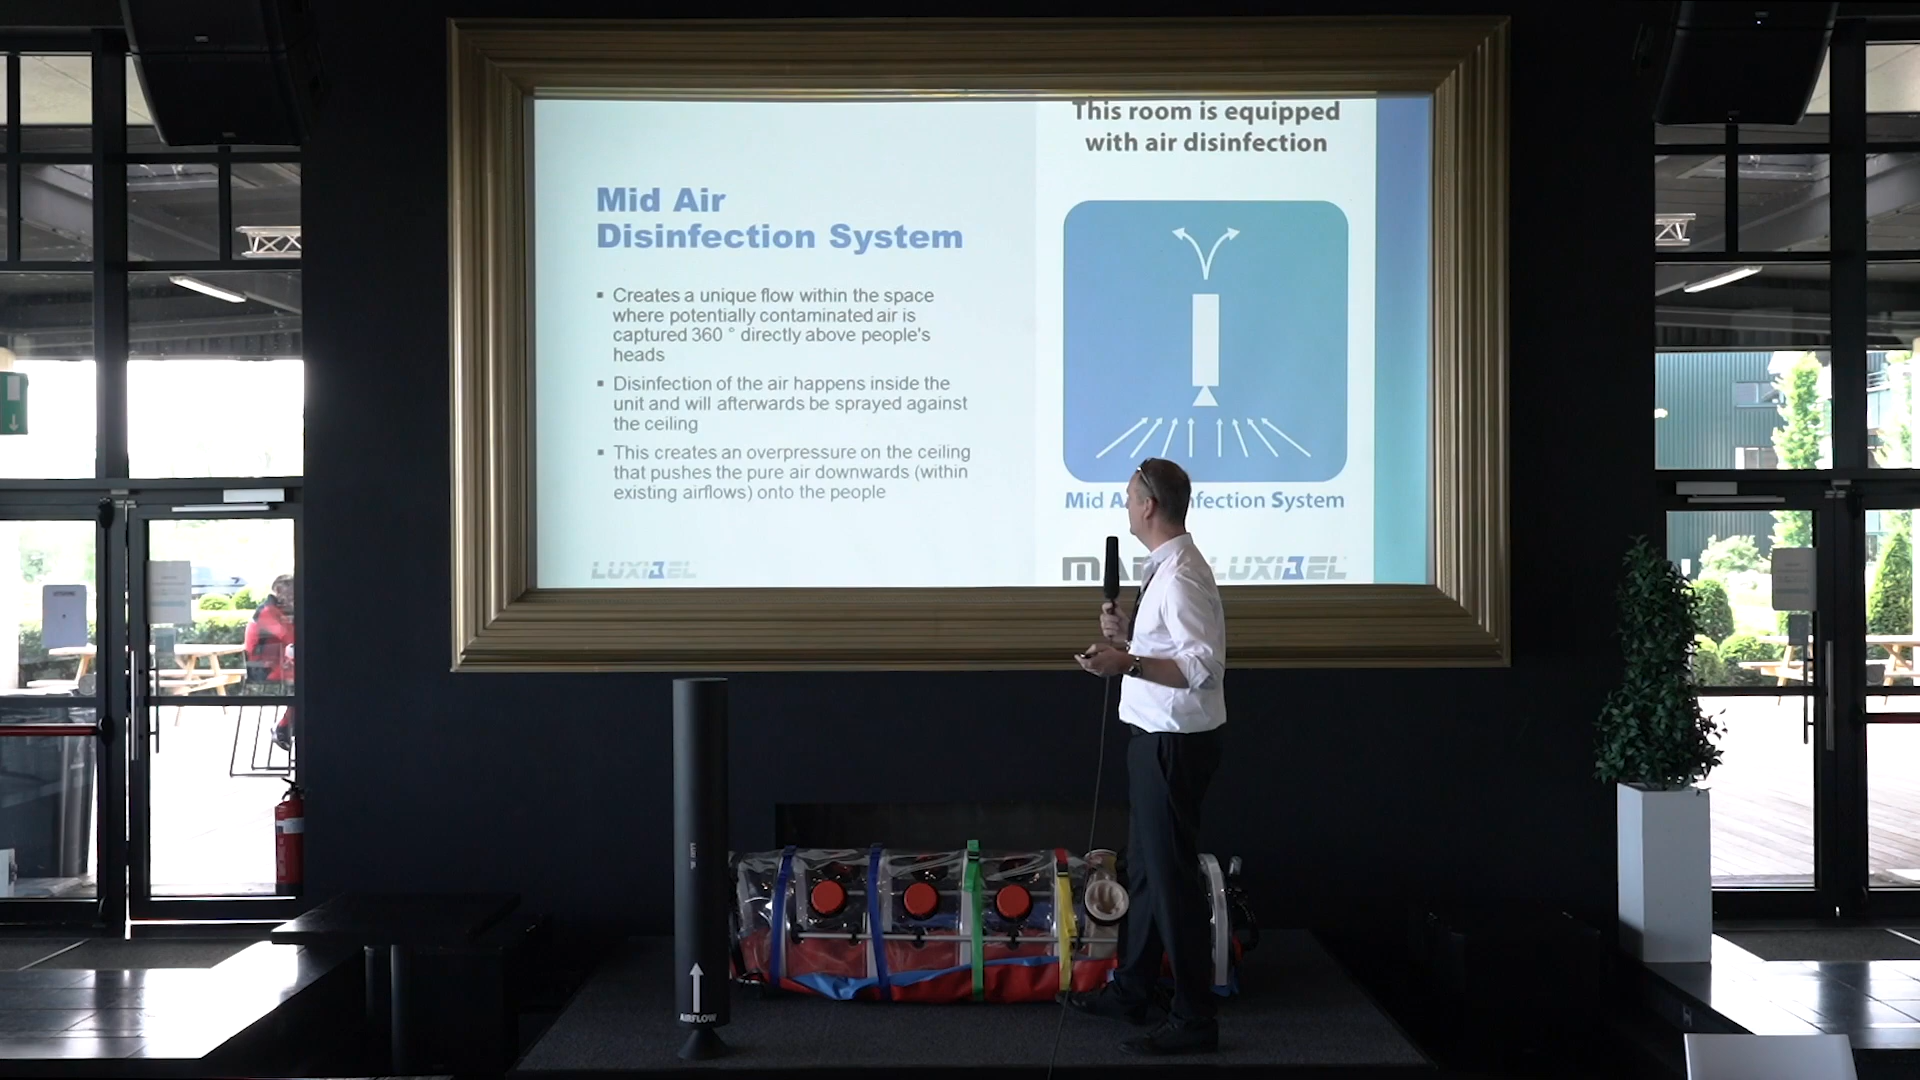 This room is equipped
with air disinfection
Mid Air
Disinfection System
▪ Creates a unique flow within the space
where potentially contaminated air is
captured 360 ° directly above people's
heads
▪ Disinfection of the air happens inside the
unit and will afterwards be sprayed against
the ceiling
▪ This creates an overpressure on the ceiling
that pushes the pure air downwards (within
existing airflows) onto the people
Mid A nfection System
LUXIBEL
LUXIBEL
AIRFLOW